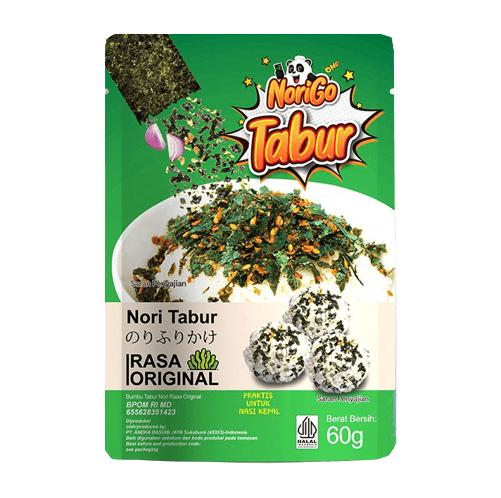 OHO!
NoriGo
Tabur
Saran Penyajian
Nori Tabur
のりふりかけ
RASA
ORIGINAL
Bumbu Tabur Nori Rasa Original
BPOM RI MD
655628351423
Diproduksi
oleh/produced by:
PT. ANEKA DASUIB JAYA Sukabumi (43353)-Indonesia
Baik digunakan sebelum dan kode produksi pada kemasan
Best before and production code:
see packaging
PRAKTIS
UNTUK
NASI KEPAL
Saran Penyajian
HALAL
INDONESIA
Berat Bersih:
60g